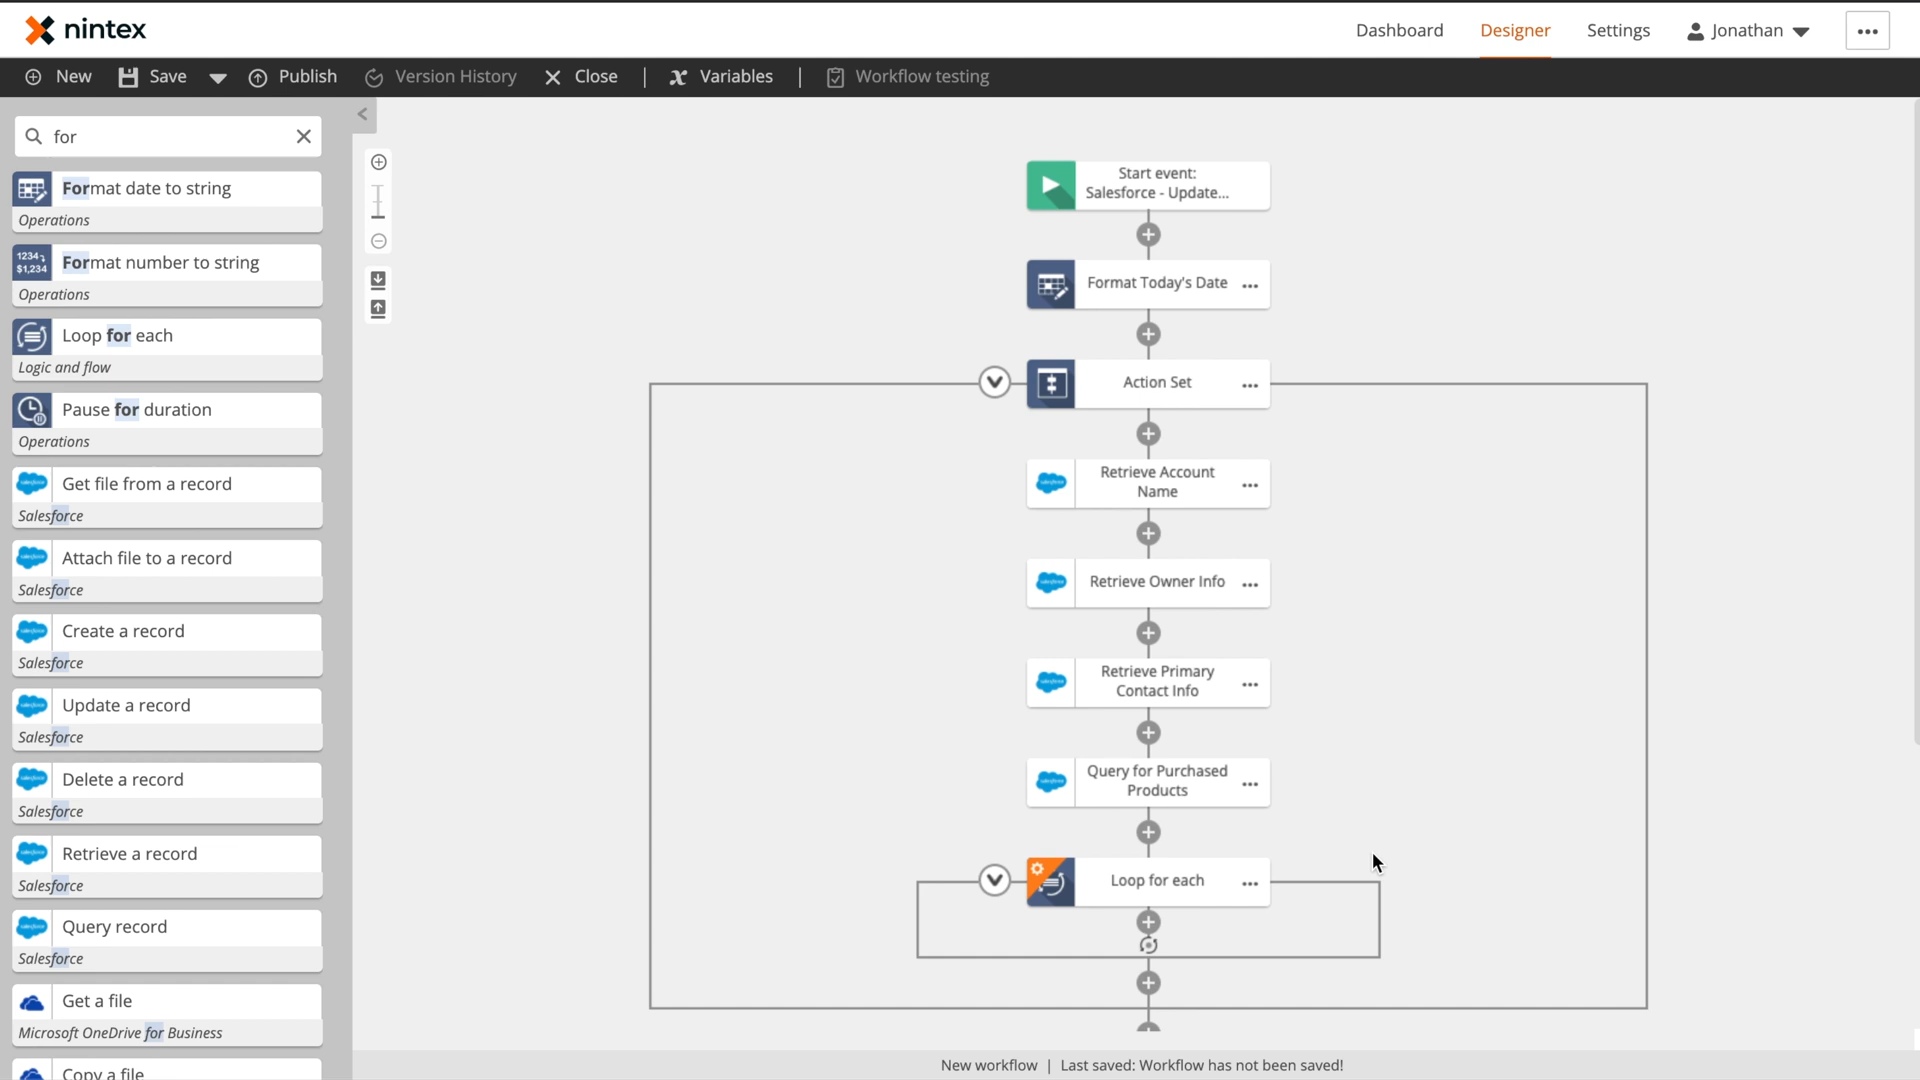 nintex
Dashboard
Designer
Settings
Jonathan
New
Save
Publish
Version History
Close
Variables
Workflow testing
for
Format date to string
Operations
1234
$1,234
Format number to string
Operations
Loop for each
Logic and flow
Pause for duration
Operations
Get file from a record
Salesforce
Attach file to a record
Salesforce
Create a record
Salesforce
Update a record
Salesforce
Delete a record
Salesforce
Retrieve a record
Salesforce
Query record
Salesforce
Get a file
Microsoft OneDrive for Business
Copy a file
Start event:
Salesforce - Update...
Format Today's Date
Action Set
Retrieve Account
Name
Retrieve Owner Info
Retrieve Primary
Contact Info
Query for Purchased
Products
Loop for each
New workflow | Last saved: Workflow has not been saved!